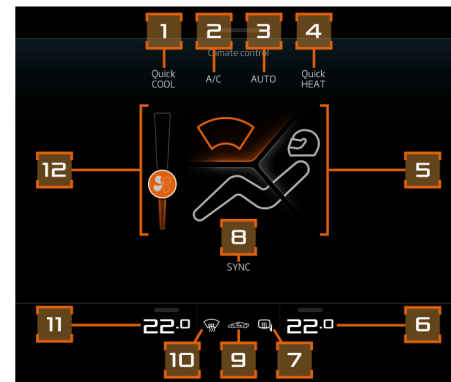 1 2 3 4
Climate control
Quick COOL
A/C
AUTO
Quick HEAT
12
5
8
SYNC
11
22.0
22.0
6
10
9
7